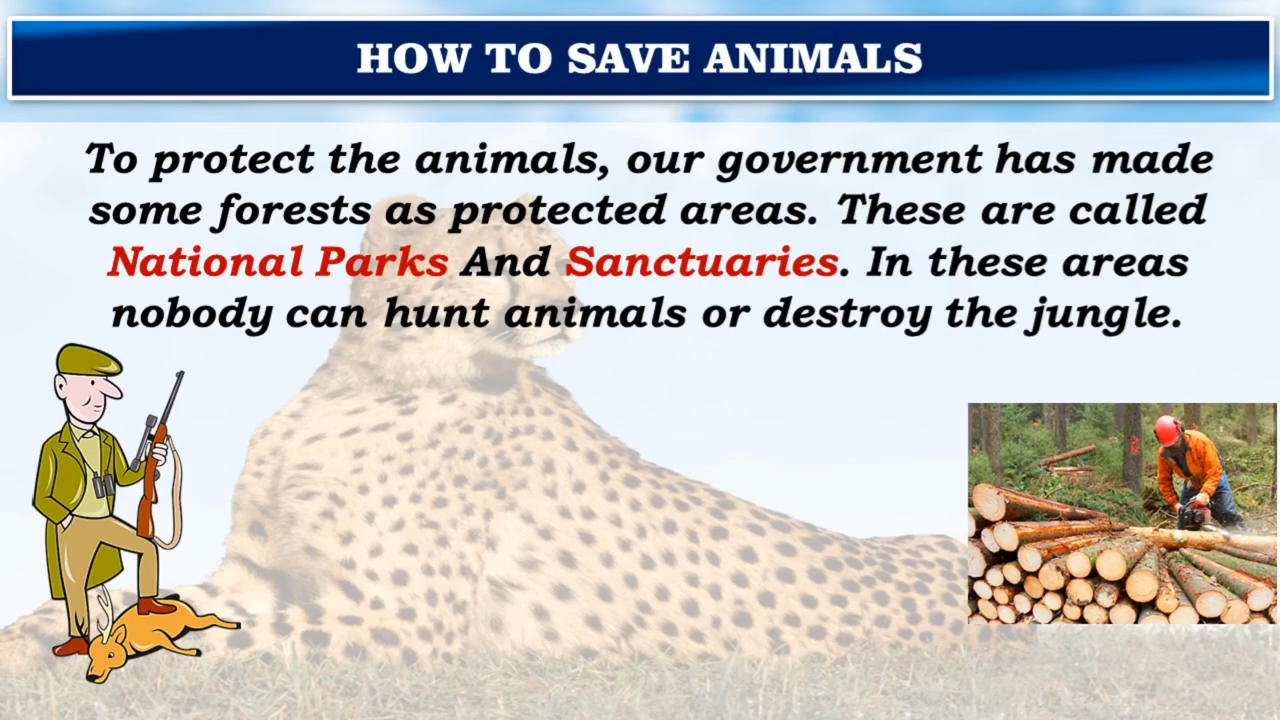 HOW TO SAVE ANIMALS
To protect the animals, our government has made
some forests as protected areas. These are called
National Parks And Sanctuaries. In these areas
nobody can hunt animals or destroy the jungle.